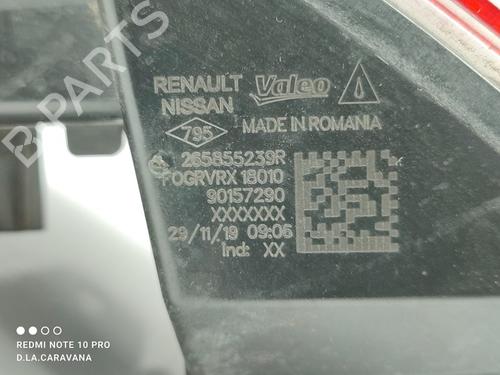 B-PARTS
RENAULT Valeo
NISSAN
795 MADE IN ROMANIA
265855239R
FOGRVRX 18010
90157290
XXXXXXX
29/11/19 09:06
Ind: XX
REDMI NOTE 10 PRO
D.LA.CARAVANA